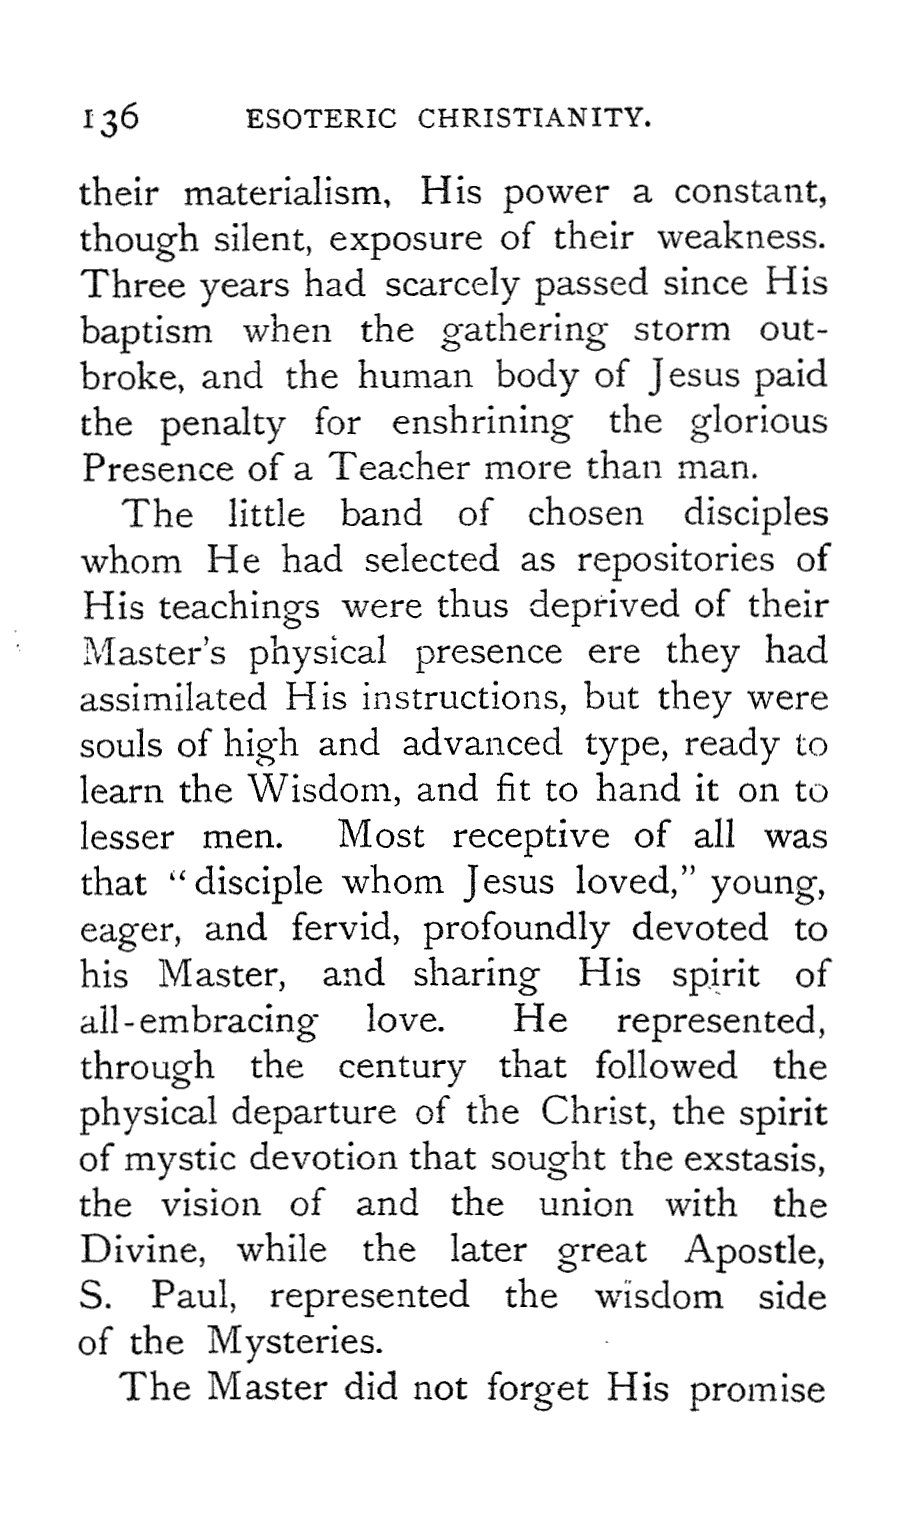 136 ESOTERIC CHRISTIANITY.
their materialism, His power a constant,
though silent, exposure of their weakness.
Three years had scarcely passed since His
baptism when the gathering storm out-
broke, and the human body of Jesus paid
the penalty for enshrining the glorious
Presence of a Teacher more than man.
The little band of chosen disciples
whom He had selected as repositories of
His teachings were thus deprived of their
Master's physical presence ere they had
assimilated His instructions, but they were
souls of high and advanced type, ready to
learn the Wisdom, and fit to hand it on to
lesser men. Most receptive of all was
that "disciple whom Jesus loved," young,
eager, and fervid, profoundly devoted to
his Master, and sharing His spirit of
all-embracing love. He represented,
through the century that followed the
physical departure of the Christ, the spirit
of mystic devotion that sought the exstasis,
the vision of and the union with the
Divine, while the later great Apostle,
S. Paul, represented the wisdom side
of the Mysteries.
The Master did not forget His promise